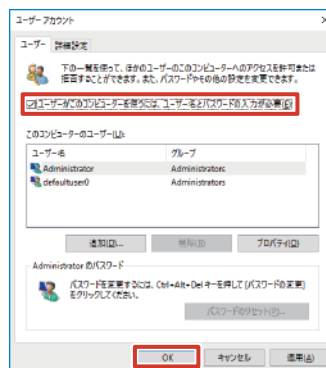 ユーザー アカウント
ユーザー 詳細設定
下の一覧を使って、ほかのユーザーのこのコンピューターへのアクセスを許可または
拒否することができます。また、パスワードやその他の設定を変更できます。
ユーザーがこのコンピューターを使うには、ユーザー名とパスワードの入力が必要(E)
このコンピューターのユーザー(U):
ユーザー名 グループ
Administrator Administrators
defaultuser0 Administrators
追加(D)... 削除(R) プロパティ(O)
Administrator のパスワード
パスワードを変更するには、Ctrl+Alt+Del キーを押して [パスワードの変更]
をクリックしてください。
パスワードのリセット(P)...
OK キャンセル 適用(A)